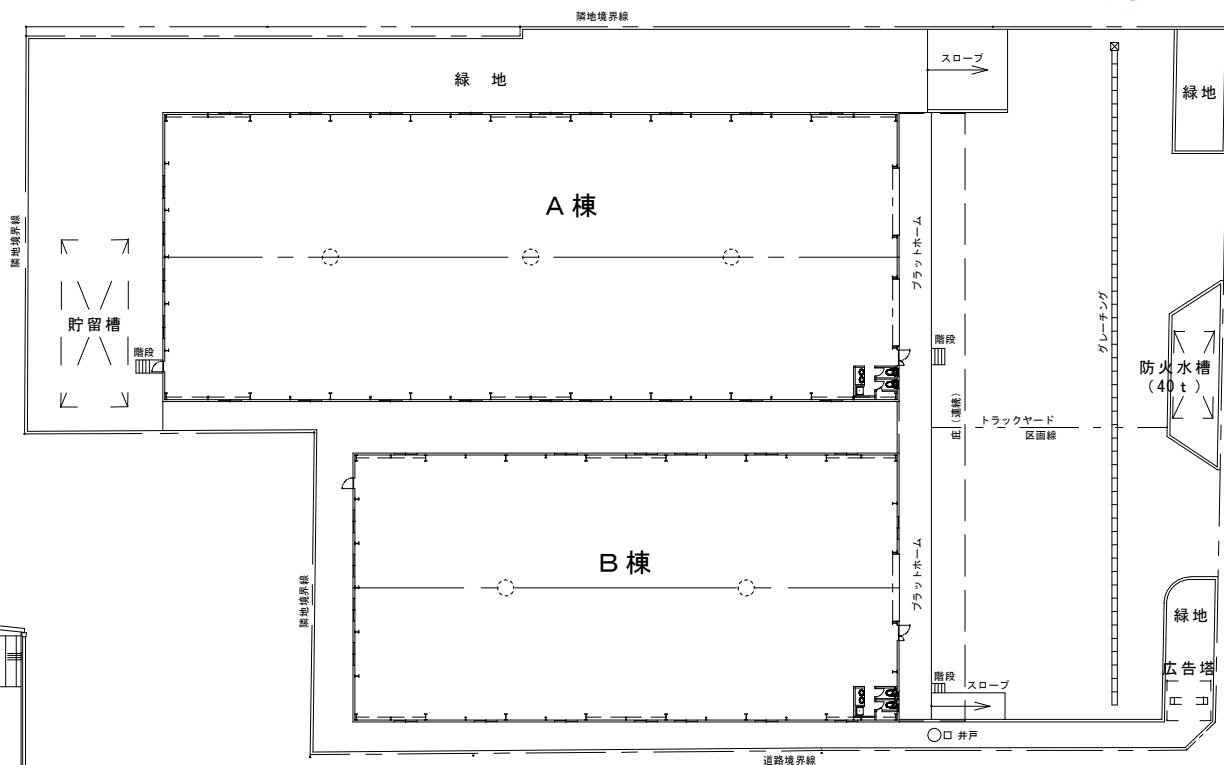 隣地境界線
スロープ
緑地
緑地
A棟
隣地境界線
プラットホーム
グレーチング
貯留槽
階段
階段
防火水槽
(40t)
庇(連続)
トラックヤード
区画線
B棟
プラットホーム
隣地境界線
緑地
広告塔
階段
スロープ
井戸
道路境界線